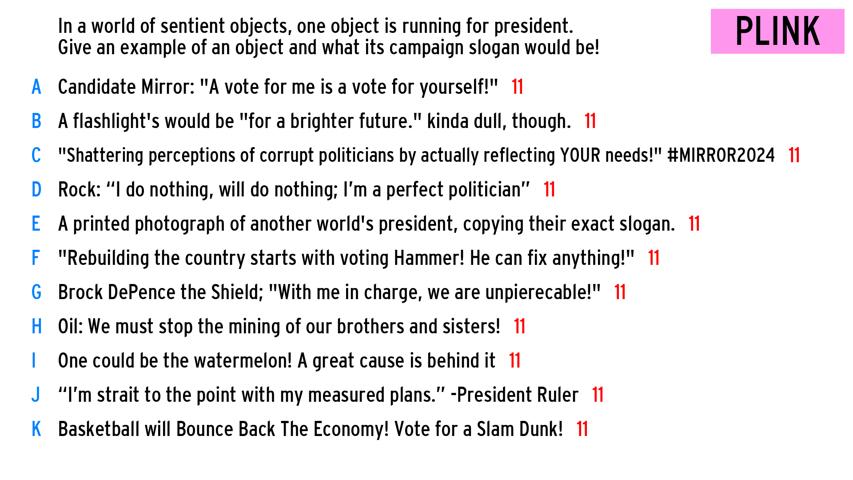 In a world of sentient objects, one object is running for president.
Give an example of an object and what its campaign slogan would be!
PLINK
A Candidate Mirror: "A vote for me is a vote for yourself!" 11
B A flashlight's would be "for a brighter future." kinda dull, though. 11
C "Shattering perceptions of corrupt politicians by actually reflecting YOUR needs!" #MIRROR2024 11
D Rock: “I do nothing, will do nothing; I’m a perfect politician” 11
E A printed photograph of another world's president, copying their exact slogan. 11
F "Rebuilding the country starts with voting Hammer! He can fix anything!" 11
G Brock DePence the Shield; "With me in charge, we are unpierecable!" 11
H Oil: We must stop the mining of our brothers and sisters! 11
I One could be the watermelon! A great cause is behind it 11
J “I’m strait to the point with my measured plans.” -President Ruler 11
K Basketball will Bounce Back The Economy! Vote for a Slam Dunk! 11